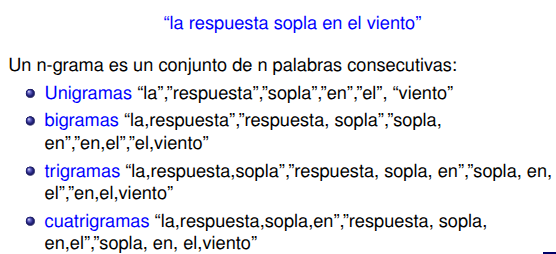 “la respuesta sopla en el viento”
Un n-grama es un conjunto de n palabras consecutivas:
Unigramas “la”,”respuesta”,”sopla”,”en”,”el”, “viento”
bigramas “la,respuesta”,”respuesta, sopla”,”sopla,
en”,”en,el”,”el,viento”
trigramas “la,respuesta,sopla”,”respuesta, sopla, en”,”sopla, en,
el”,”en,el,viento”
cuatrigramas “la,respuesta,sopla,en”,”respuesta, sopla,
en,el”,”sopla, en, el,viento”